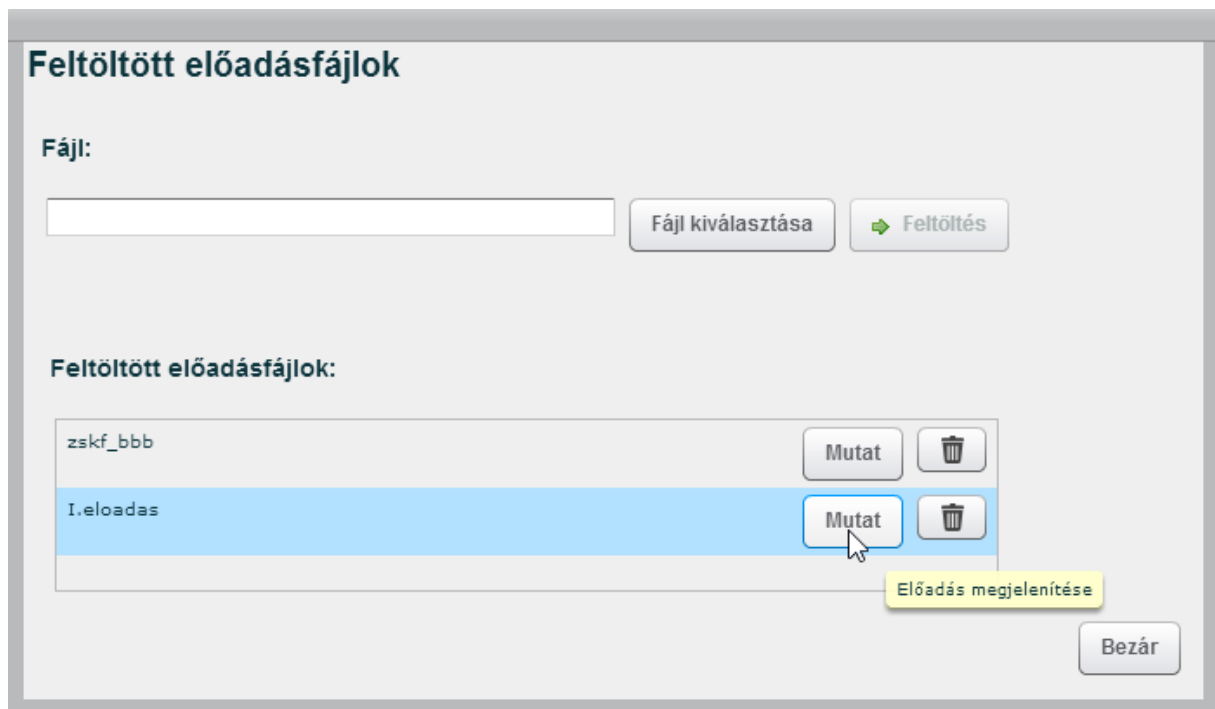 Feltöltött előadásfájlok
Fájl:
Fájl kiválasztása
Feltöltés
Feltöltött előadásfájlok:
zskf_bbb
Mutat
I.eloadas
Mutat
Előadás megjelenítése
Bezár